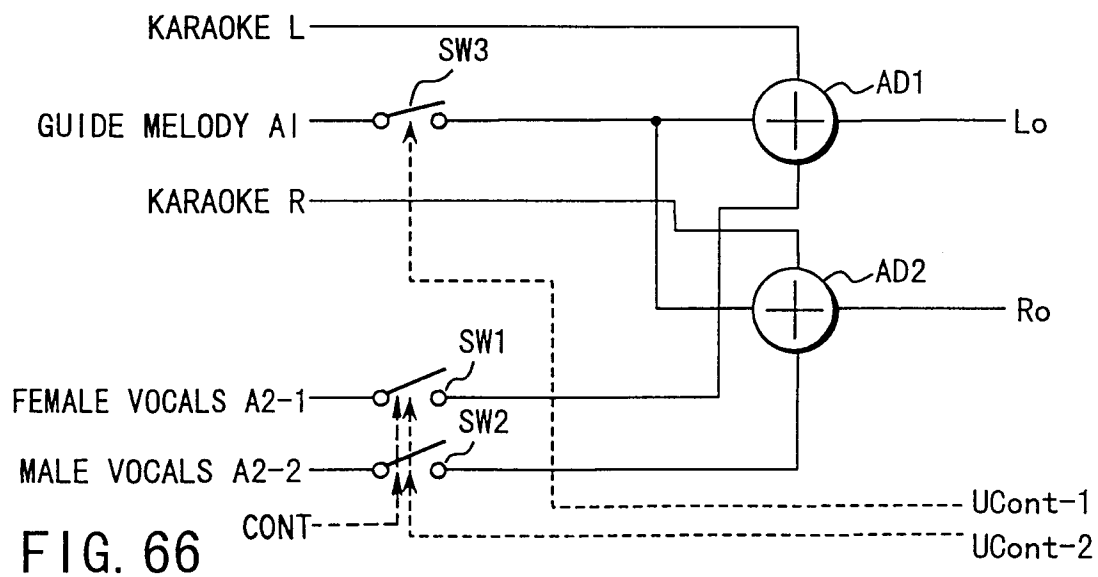 KARAOKE L
SW3
AD1
GUIDE MELODY A1
Lo
KARAOKE R
AD2
Ro
SW1
FEMALE VOCALS A2-1
SW2
MALE VOCALS A2-2
UCont-1
CONT
UCont-2
FIG. 66